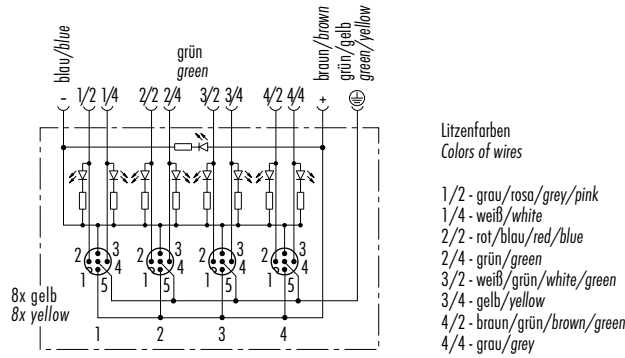 blau/blue
grün
green
braun/brown
grün/gelb
green/yellow
– 1/2 1/4 2/2 2/4 3/2 3/4 4/2 4/4 +
2 3 2 3 2 3 2 3
1 4 1 4 1 4 1 4
5 5 5 5
8x gelb
8x yellow
1 2 3 4
Litzenfarben
Colors of wires
1/2 - grau/rosa/grey/pink
1/4 - weiß/white
2/2 - rot/blau/red/blue
2/4 - grün/green
3/2 - weiß/grün/white/green
3/4 - gelb/yellow
4/2 - braun/grün/brown/green
4/4 - grau/grey